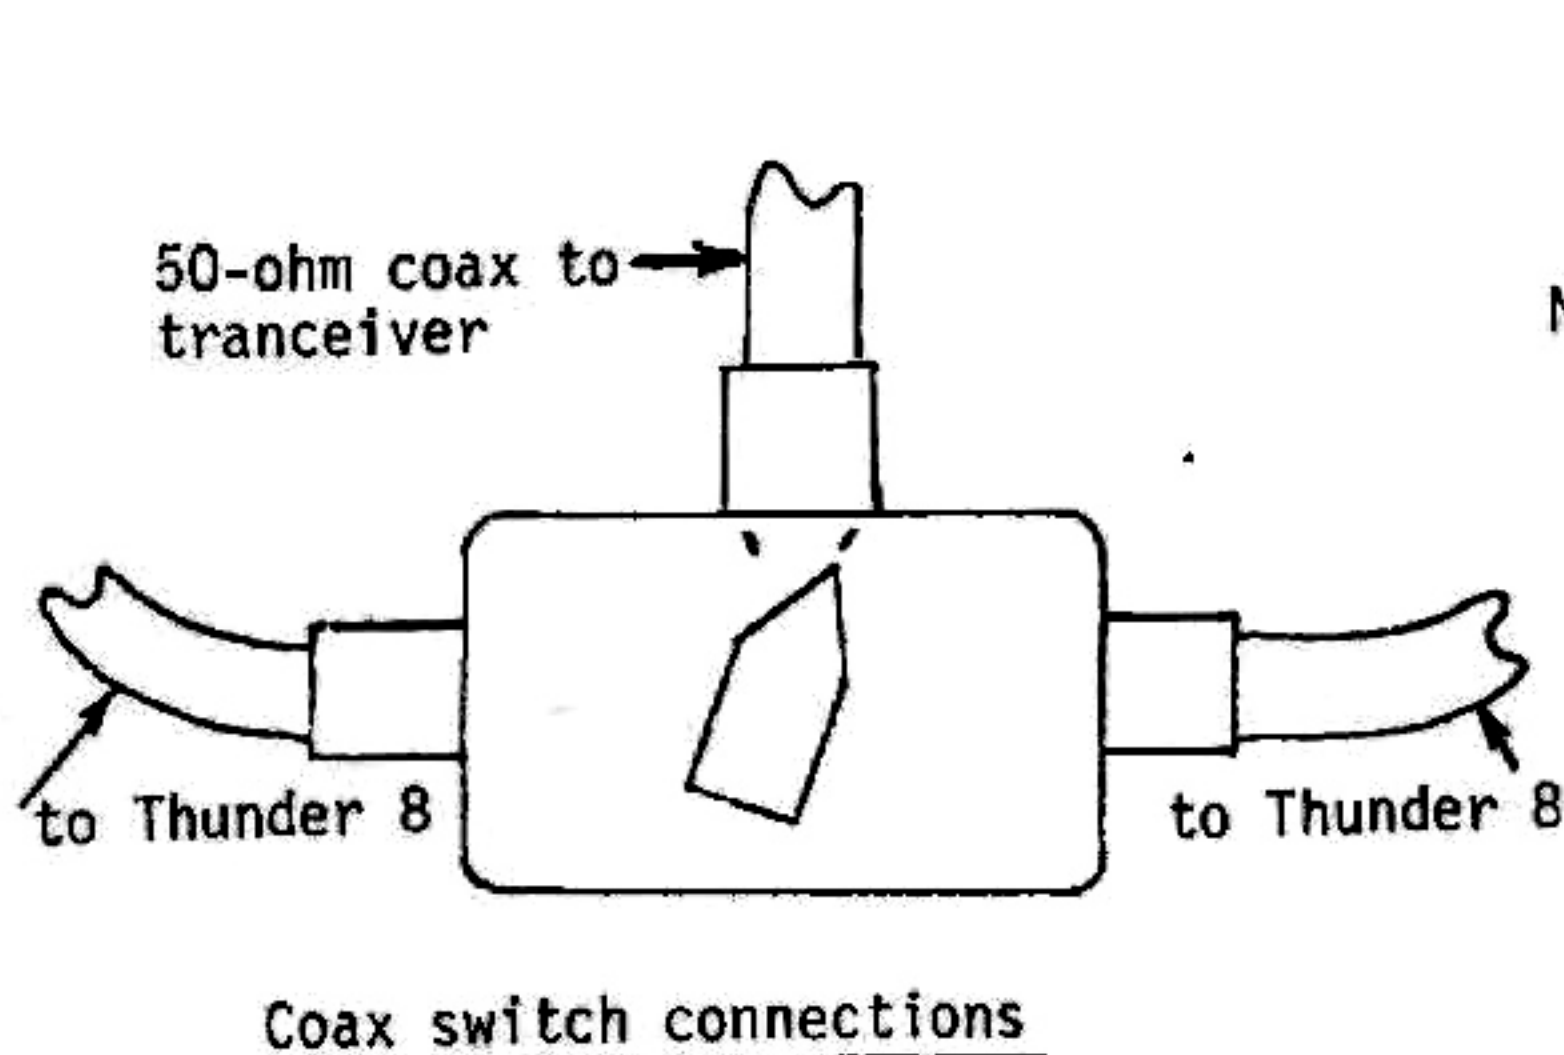 50-ohm coax to
tranceiver
N
to Thunder 8
to Thunder 8
Coax switch connections